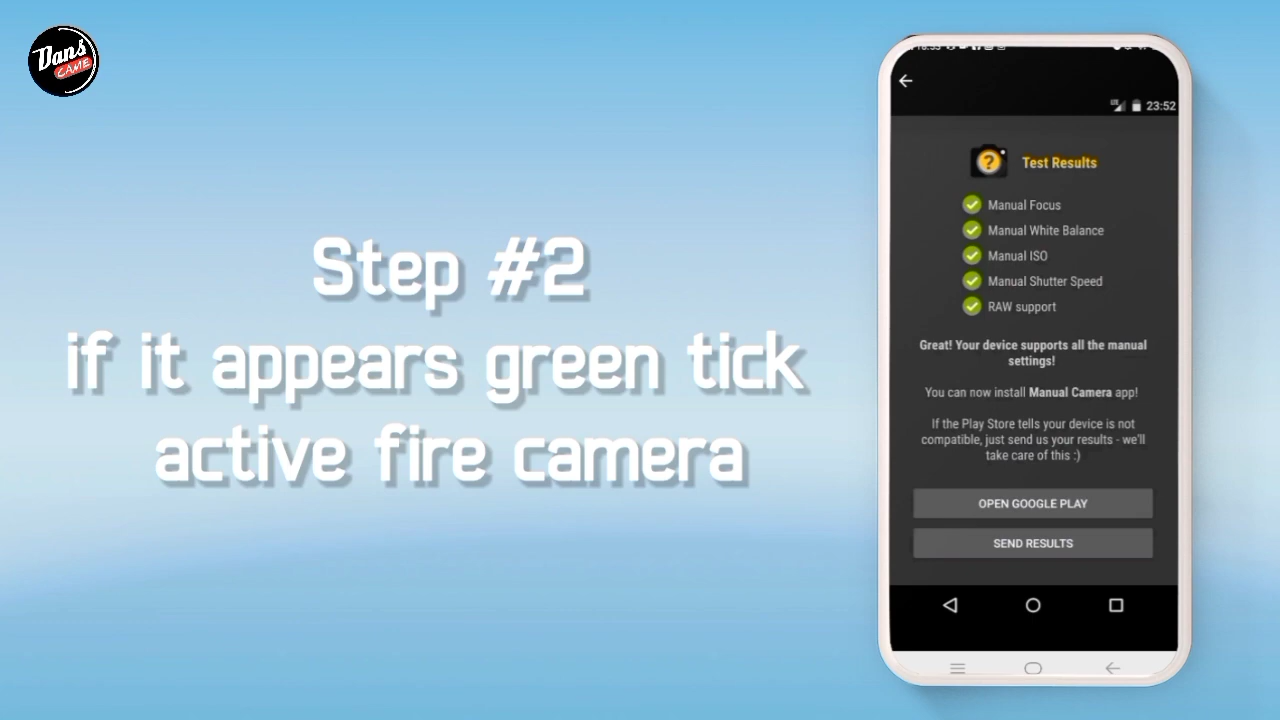 Dans
GAME
Step #2
if it appears green tick
active fire camera
23:52
Test Results
Manual Focus
Manual White Balance
Manual ISO
Manual Shutter Speed
RAW support
Great! Your device supports all the manual
settings!
You can now install Manual Camera app!
If the Play Store tells your device is not
compatible, just send us your results - we'll
take care of this :)
OPEN GOOGLE PLAY
SEND RESULTS